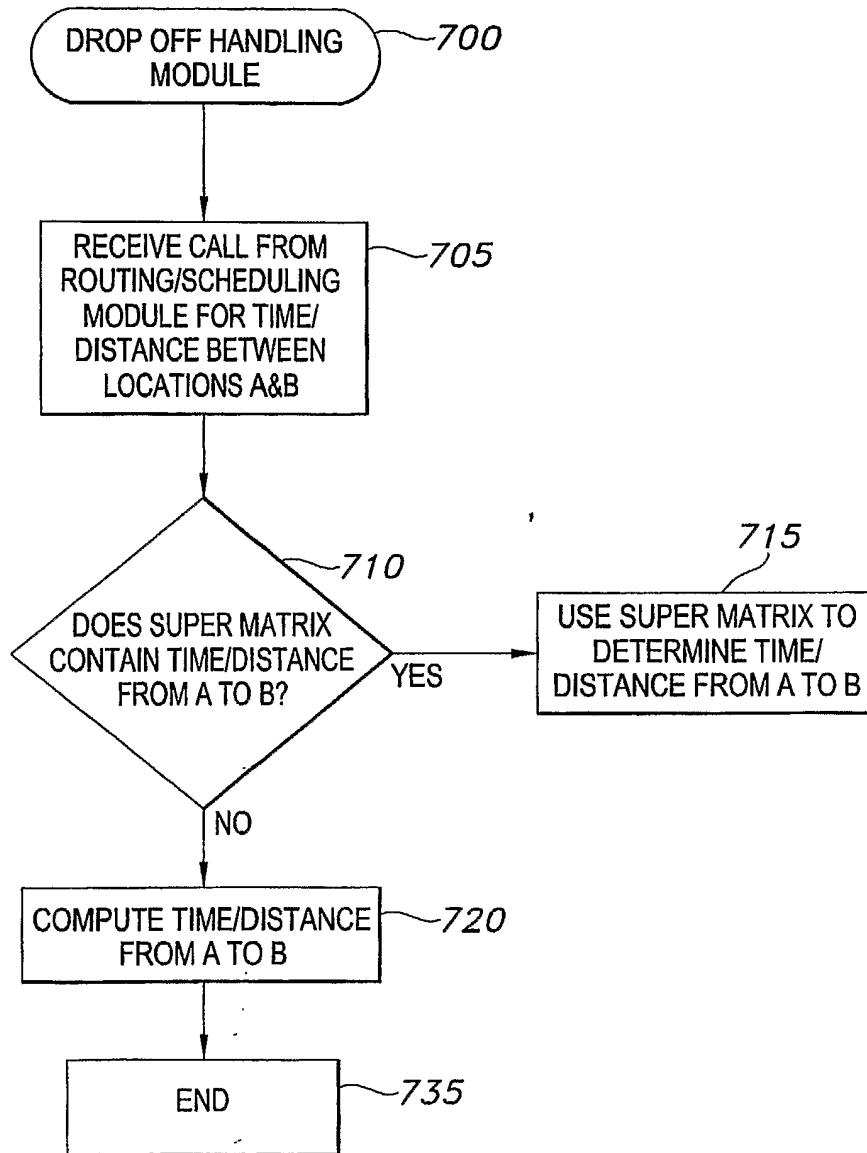 DROP OFF HANDLING
MODULE
700
RECEIVE CALL FROM
ROUTING/SCHEDULING
MODULE FOR TIME/
DISTANCE BETWEEN
LOCATIONS A&B
705
710
DOES SUPER MATRIX
CONTAIN TIME/DISTANCE
FROM A TO B?
YES
715
USE SUPER MATRIX TO
DETERMINE TIME/
DISTANCE FROM A TO B
NO
COMPUTE TIME/DISTANCE
FROM A TO B
720
END
735